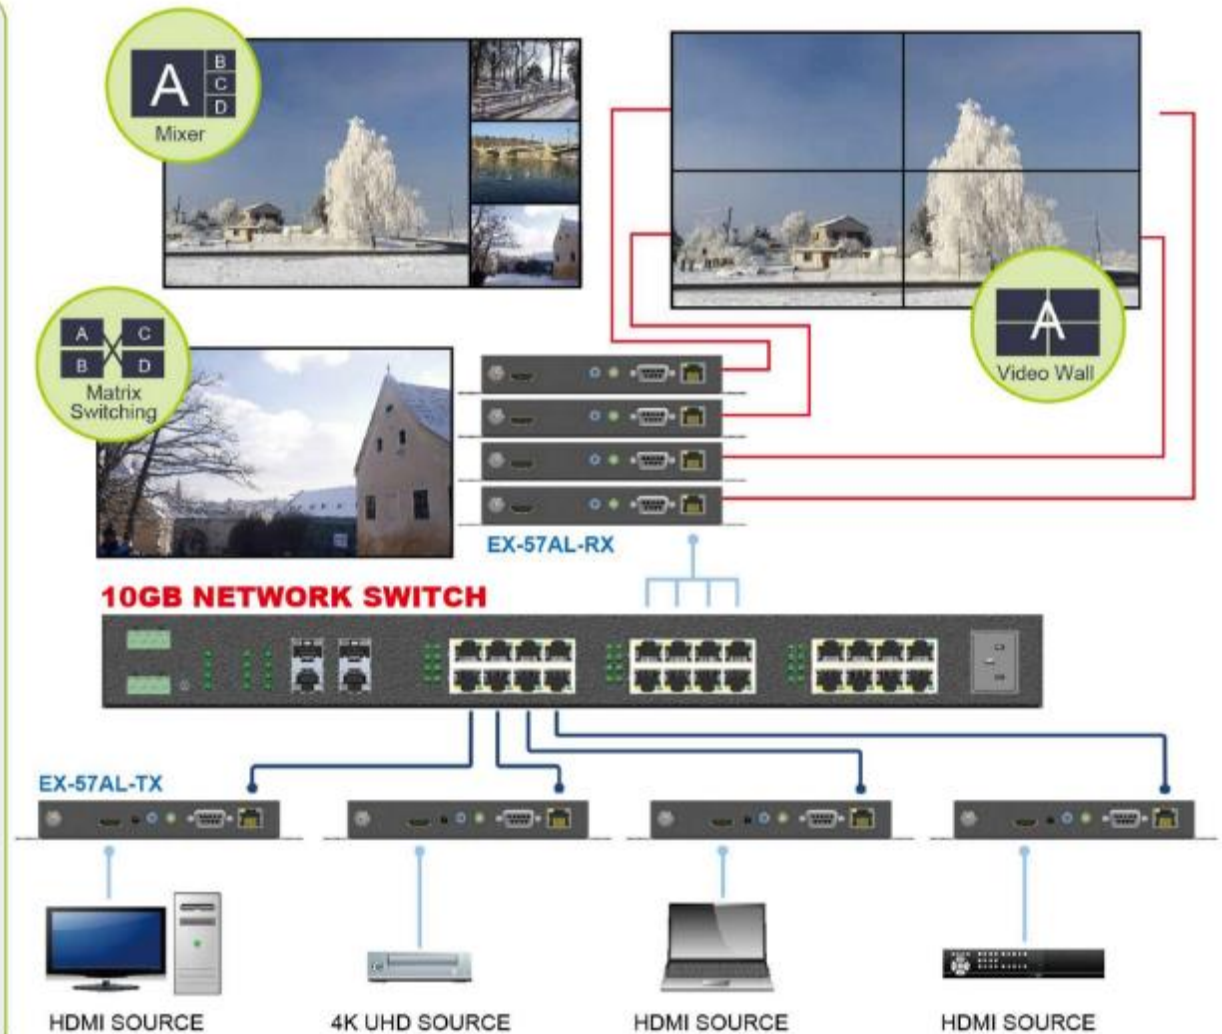 A
B
C
D
Mixer
A
Video Wall
A
C
B
D
Matrix
Switching
EX-57AL-RX
10GB NETWORK SWITCH
EX-57AL-TX
HDMI SOURCE
4K UHD SOURCE
HDMI SOURCE
HDMI SOURCE